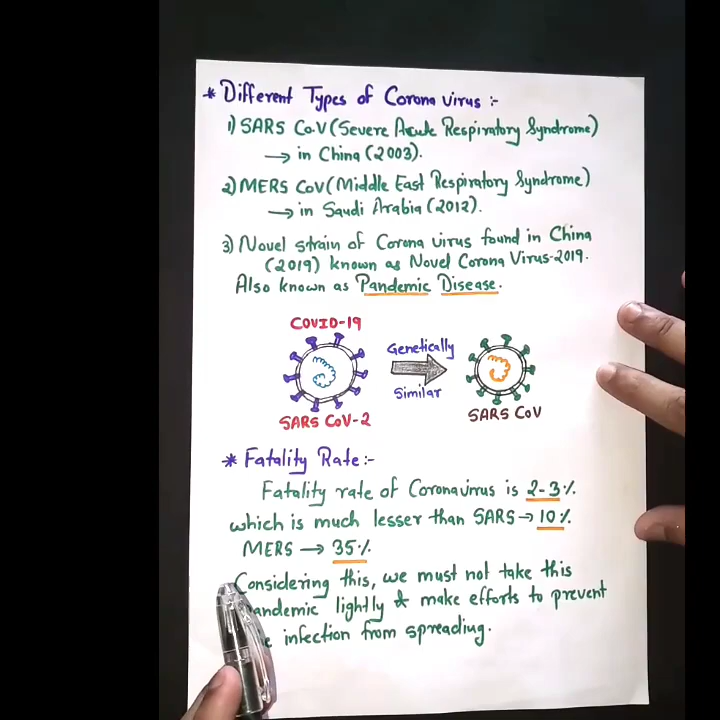 * Different Types of Corona virus :-
1) SARS Co.V (Severe Acute Respiratory Syndrome)
→ in China (2003).
2) MERS CoV (Middle East Respiratory Syndrome)
→ in Saudi Arabia (2012).
3) Novel strain of Corona virus found in China
(2019) known as Novel Corona Virus-2019.
Also known as Pandemic Disease.
COVID-19
SARS CoV-2
Genetically
Similar
SARS CoV
* Fatality Rate:-
Fatality rate of Coronavirus is 2-3%.
which is much lesser than SARS → 10%.
MERS → 35%.
Considering this, we must not take this
andemic lightly & make efforts to prevent
infection from spreading.